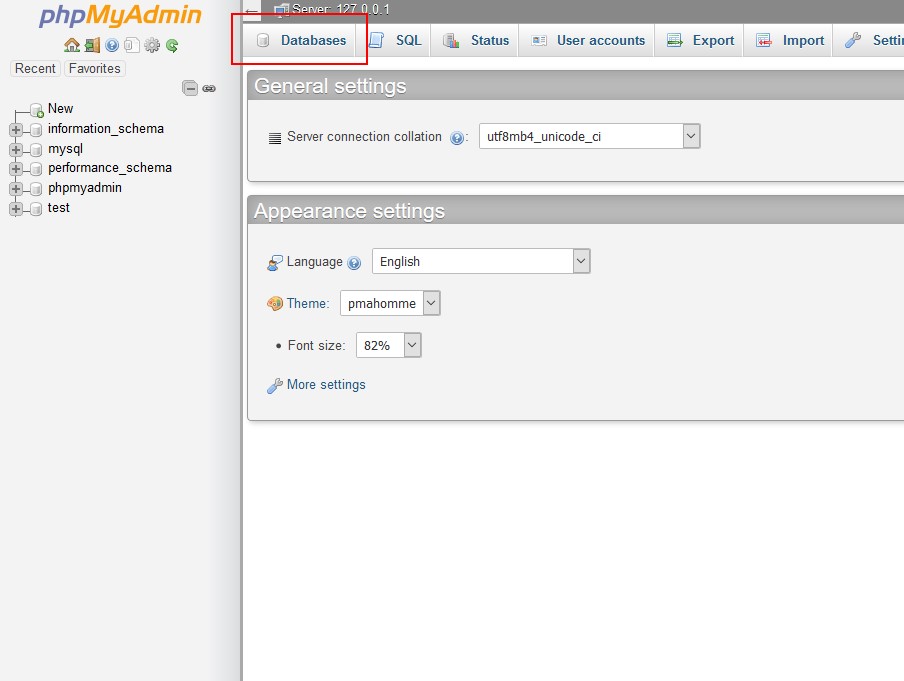 phpMyAdmin
Recent Favorites
New
information_schema
mysql
performance_schema
phpmyadmin
test
Server: 127.0.0.1
Databases SQL Status User accounts Export Import Setti
General settings
Server connection collation : utf8mb4_unicode_ci
Appearance settings
Language English
Theme: pmahomme
• Font size: 82%
More settings